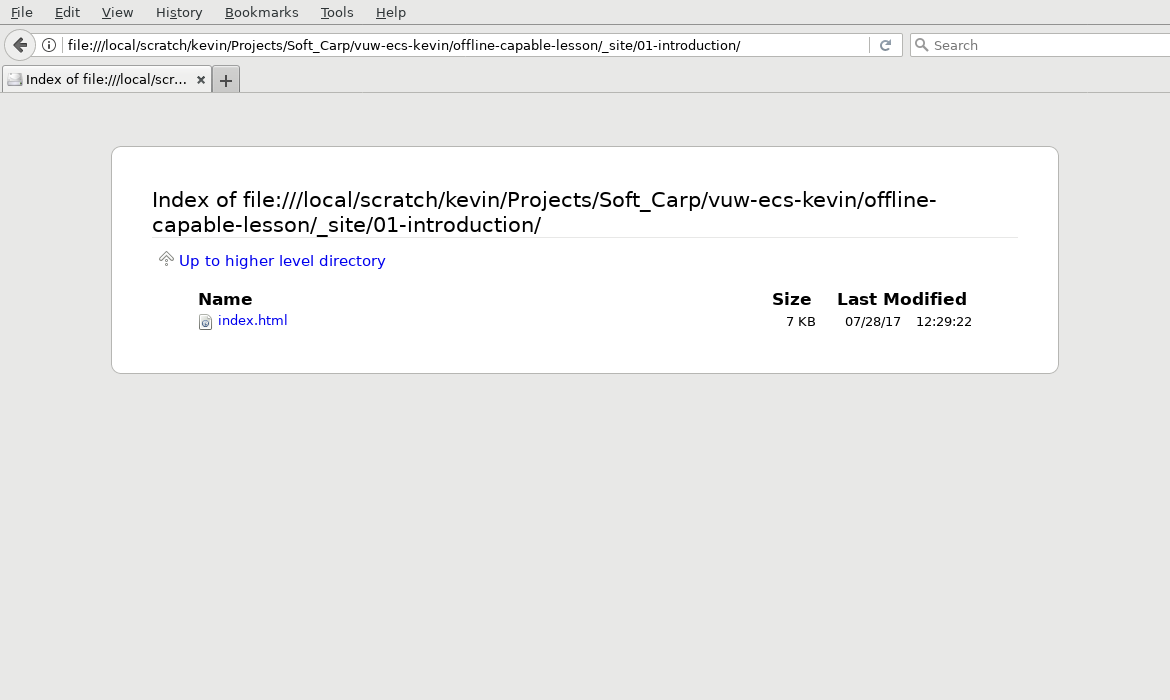 File Edit View History Bookmarks Tools Help
file:///local/scratch/kevin/Projects/Soft_Carp/vuw-ecs-kevin/offline-capable-lesson/_site/01-introduction/ Search
Index of file:///local/scr...
Index of file:///local/scratch/kevin/Projects/Soft_Carp/vuw-ecs-kevin/offline-
capable-lesson/_site/01-introduction/
Up to higher level directory
Name Size Last Modified
index.html 7 KB 07/28/17 12:29:22